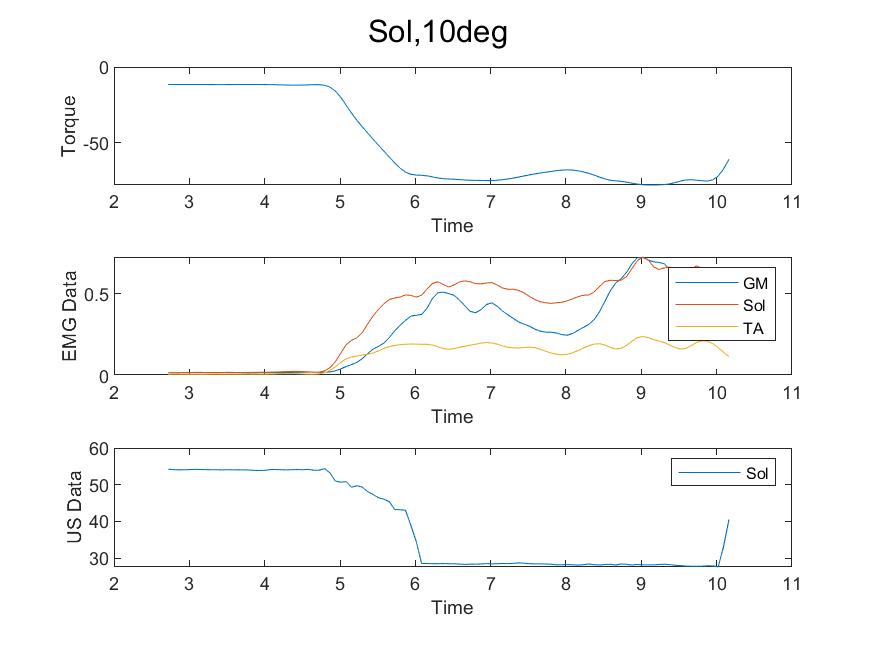 Sol,10deg
0
-50
Torque
2 3 4 5 6 7 8 9 10 11
Time
0.5
0
EMG Data
GM
Sol
TA
2 3 4 5 6 7 8 9 10 11
Time
60
50
40
30
US Data
Sol
2 3 4 5 6 7 8 9 10 11
Time